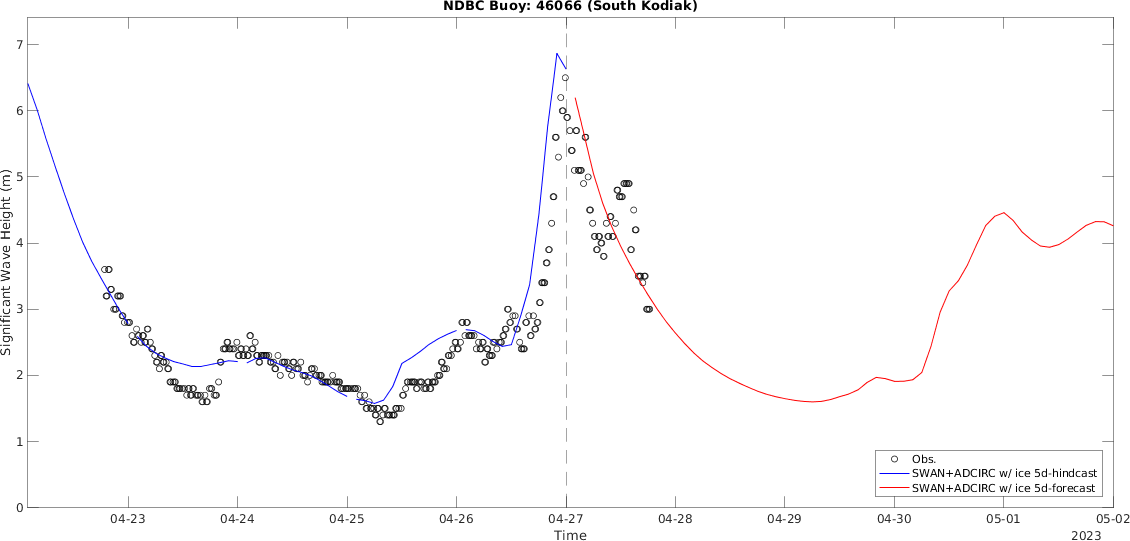 NDBC Buoy: 46066 (South Kodiak)
Significant Wave Height (m)
7
6
5
4
3
2
1
0
Obs.
SWAN+ADCIRC w/ ice 5d-hindcast
SWAN+ADCIRC w/ ice 5d-forecast
04-23 04-24 04-25 04-26 04-27 04-28 04-29 04-30 05-01 05-02
Time
2023